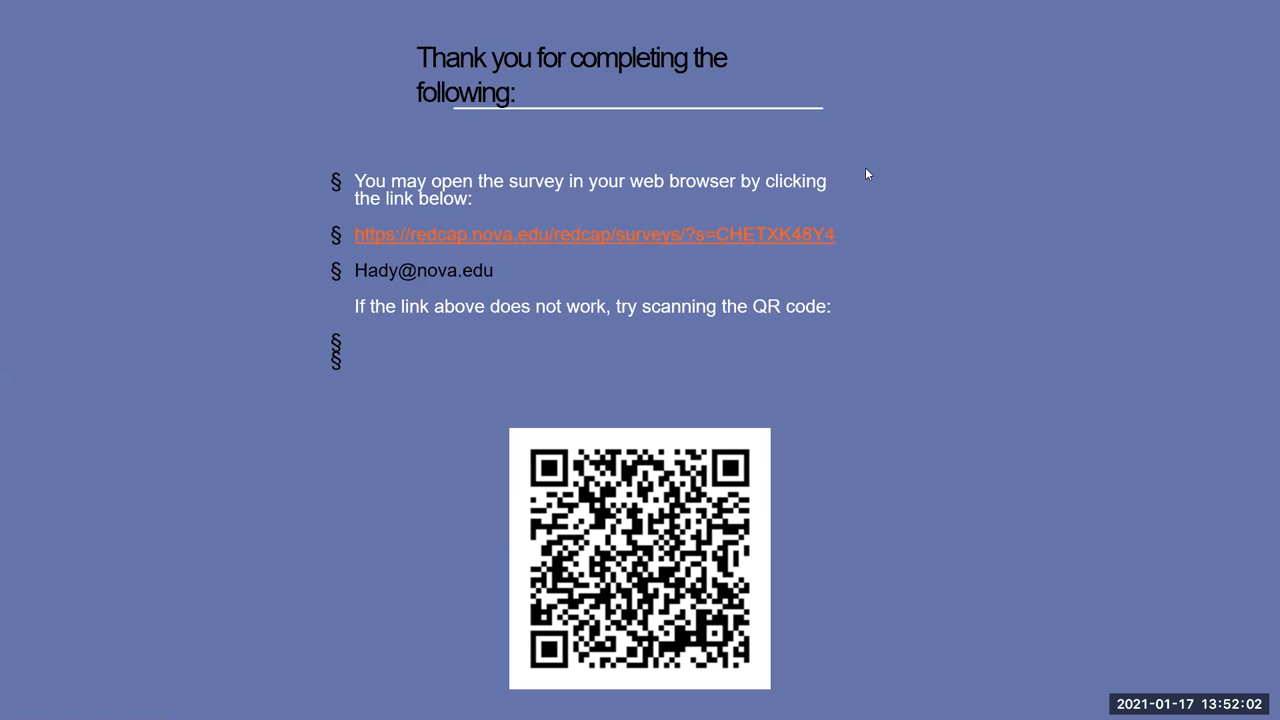 Thank you for completing the
following:
§ You may open the survey in your web browser by clicking
the link below:
§ https://redcap.nova.edu/redcap/surveys/?s=CHETXK48Y4
§ Hady@nova.edu
If the link above does not work, try scanning the QR code:
§
§
2021-01-17 13:52:02